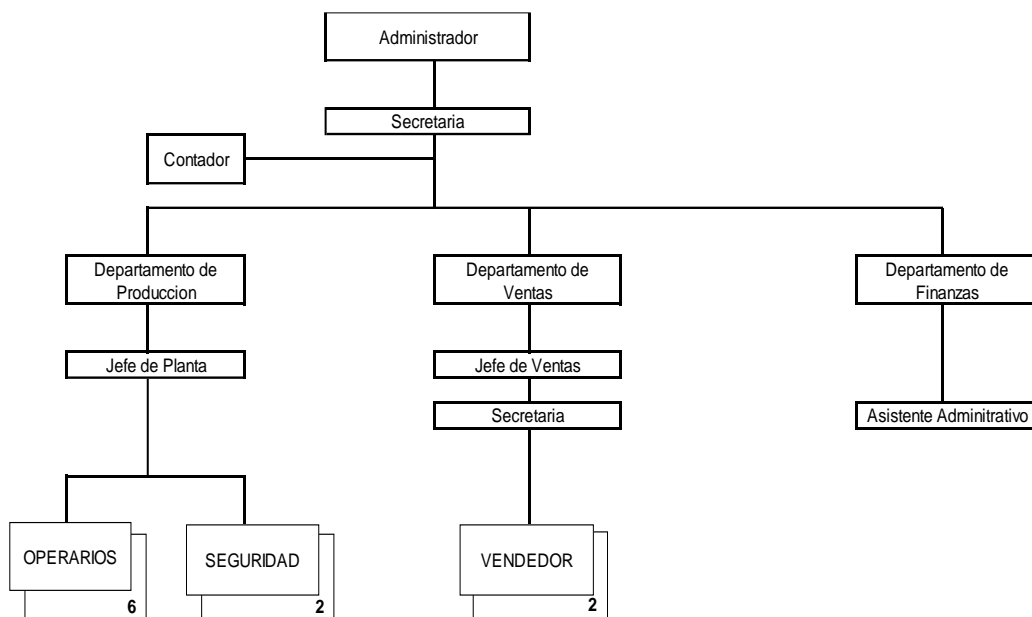 Administrador
Secretaria
Contador
Departamento de
Produccion
Departamento de
Ventas
Departamento de
Finanzas
Jefe de Planta
Jefe de Ventas
Secretaria
Asistente Adminitrativo
OPERARIOS
6
SEGURIDAD
2
VENDEDOR
2